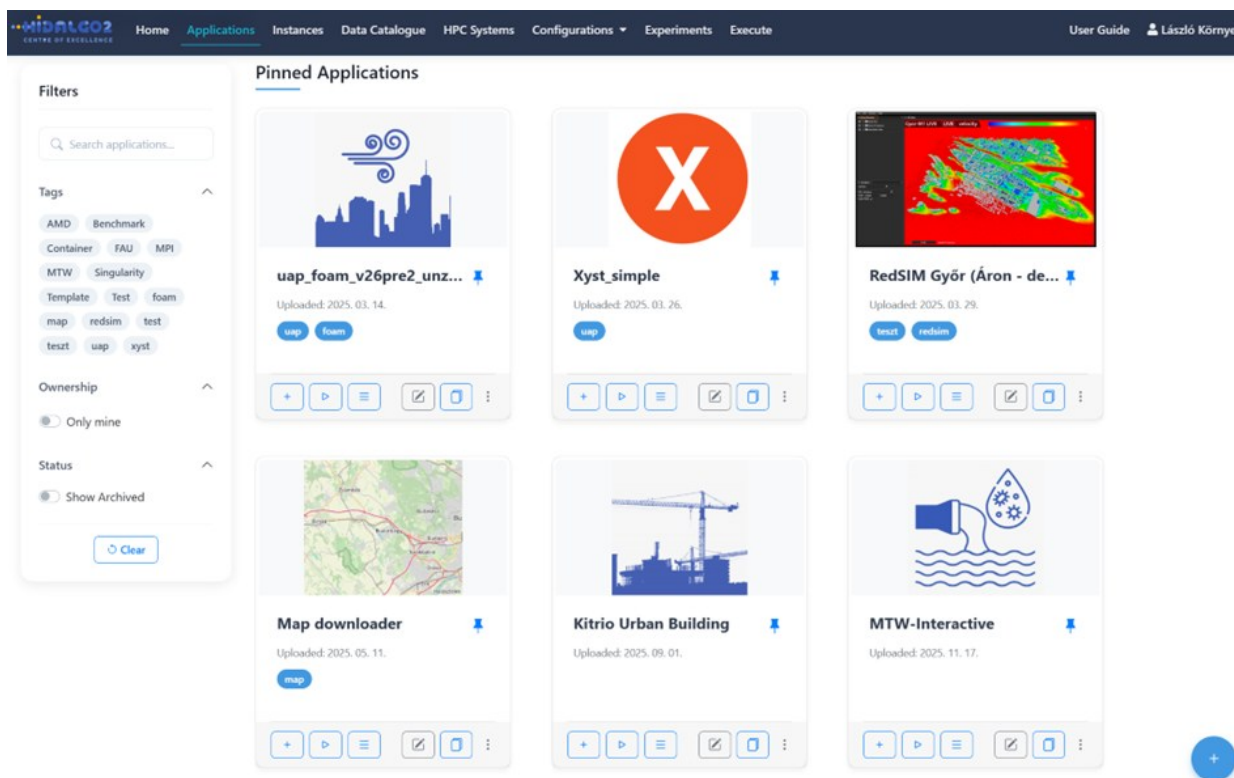 HIDALGO2
CENTRE OF EXCELLENCE
Home Applications Instances Data Catalogue HPC Systems Configurations Experiments Execute User Guide László Környe
Filters
Search applications...
Tags
AMD Benchmark
Container FAU MPI
MTW Singularity
Template Test foam
map redsim test
teszt uap xyst
Ownership
Only mine
Status
Show Archived
Clear
Pinned Applications
uap_foam_v26pre2_unz...
Uploaded: 2025. 03. 14.
uap foam
X
Xyst_simple
Uploaded: 2025. 03. 26.
uap
RedSIM Győr (Áron - de...
Uploaded: 2025. 03. 29.
teszt redsim
Map downloader
Uploaded: 2025. 05. 11.
map
Kitrio Urban Building
Uploaded: 2025. 09. 01.
MTW-Interactive
Uploaded: 2025. 11. 17.